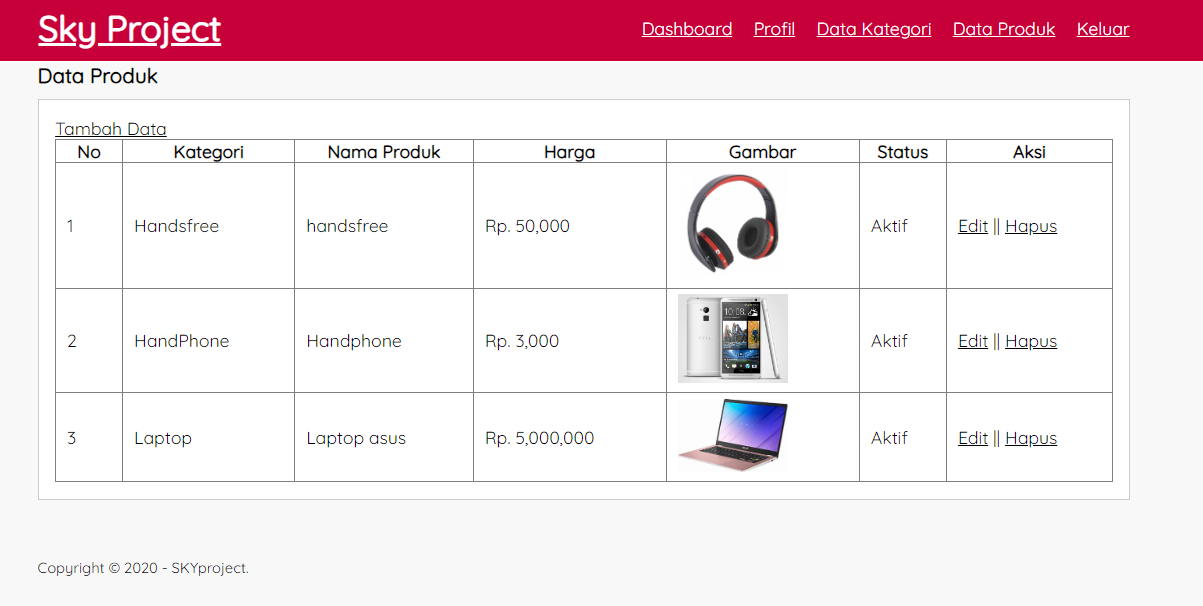 Sky Project
Dashboard Profil Data Kategori Data Produk Keluar
Data Produk
Tambah Data
No Kategori Nama Produk Harga Gambar Status Aksi
1 Handsfree handsfree Rp. 50,000 Aktif Edit || Hapus
10:08
2 HandPhone Handphone Rp. 3,000 Aktif Edit || Hapus
3 Laptop Laptop asus Rp. 5,000,000 Aktif Edit || Hapus
Copyright © 2020 - SKYproject.